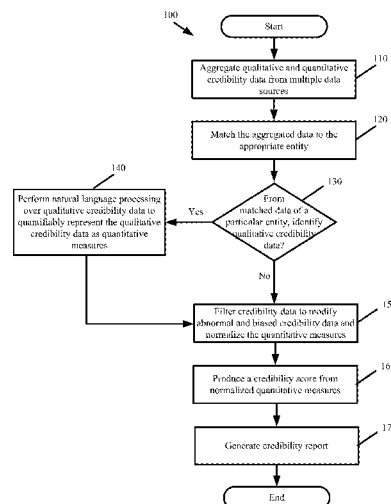 100
Start
110
Aggregate qualitative and quantitative
credibility data from multiple data
sources
120
Match the aggregated data to the
appropriate entity
140
130
Perform natural language processing
over qualitative credibility data to
quantifiably represent the qualitative
credibility data as quantitative
measures
Yes
From
matched data of a
particular entity, identify
qualitative credibility
data?
No
15
Filter credibility data to modify
abnormal and biased credibility data and
normalize the quantitative measures
16
Produce a credibility score from
normalized quantitative measures
17
Generate credibility report
End